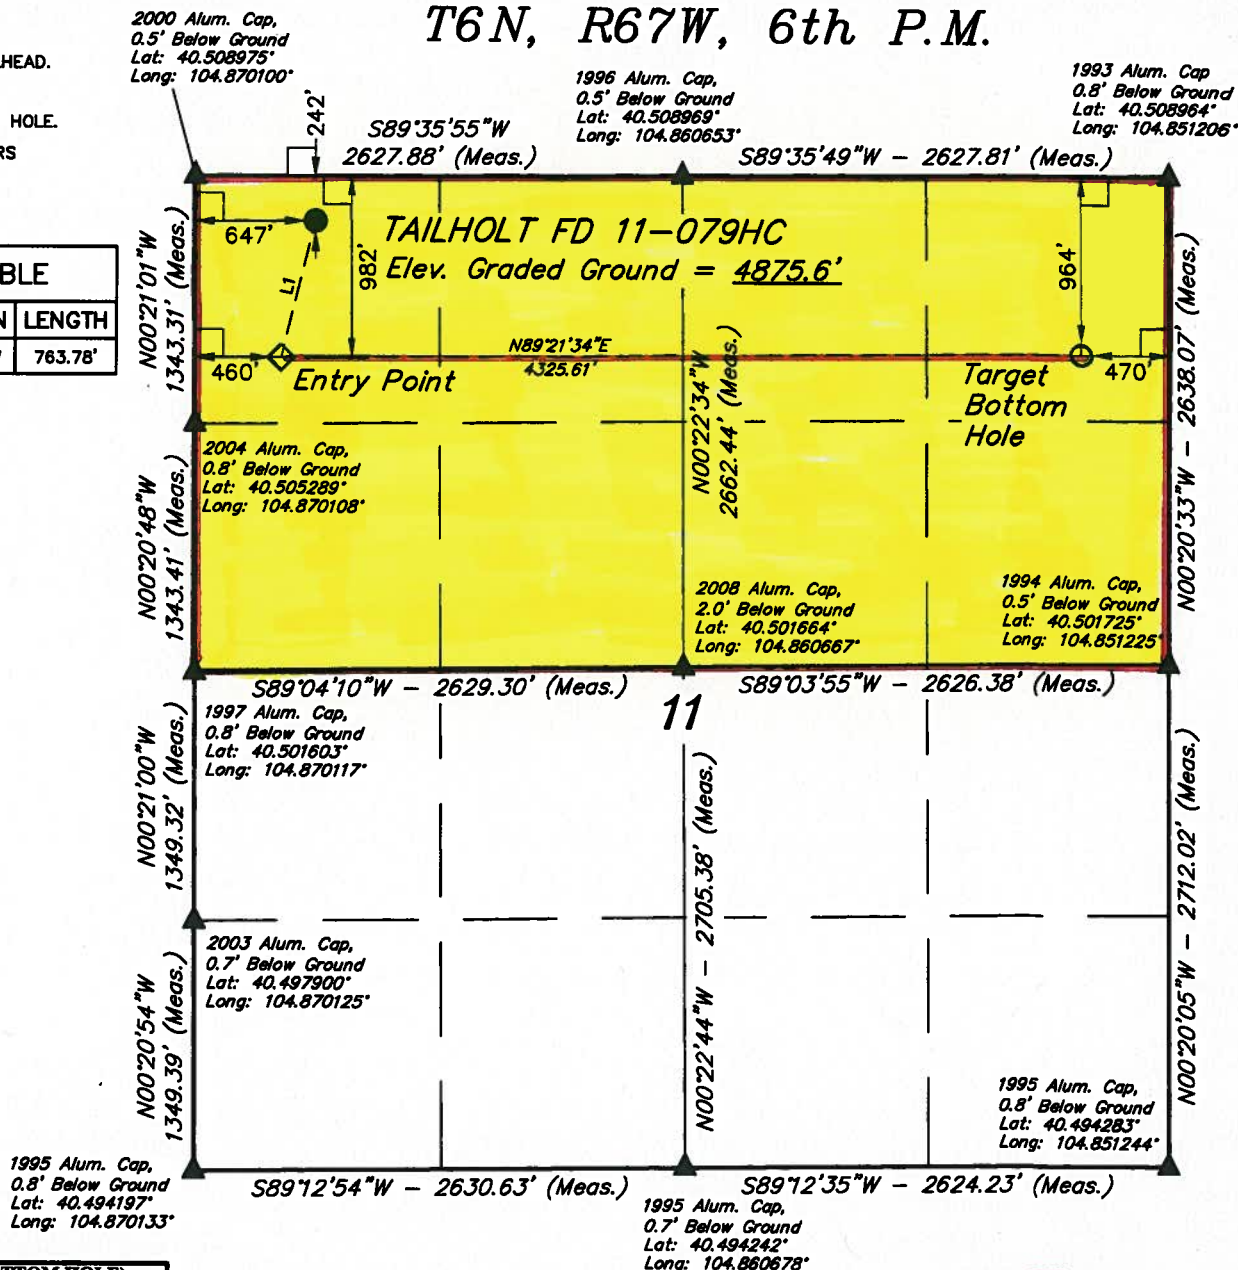 T6N, R67W, 6th P.M.
2000 Alum. Cap,
0.5' Below Ground
Lat: 40.508975°
Long: 104.870100°
HEAD.
HOLE.
RS
1996 Alum. Cap,
0.5' Below Ground
Lat: 40.508969°
Long: 104.860653°
1993 Alum. Cap
0.8' Below Ground
Lat: 40.508964°
Long: 104.851206°
242'
S89°35'55"W
2627.88' (Meas.)
S89°35'49"W - 2627.81' (Meas.)
BLE
N LENGTH
763.78'
N00°21'01"W
1343.31' (Meas.)
647'
L1
982'
TAILHOLT FD 11-079HC
Elev. Graded Ground = 4875.6'
964'
N00°20'33"W - 2638.07' (Meas.)
460'
Entry Point
N89°21'34"E
4325.61'
N00°22'34"W
2662.44' (Meas.)
Target
Bottom
Hole
470'
2004 Alum. Cap,
0.8' Below Ground
Lat: 40.505289°
Long: 104.870108°
N00°20'48"W
1343.41' (Meas.)
2008 Alum. Cap,
2.0' Below Ground
Lat: 40.501664°
Long: 104.860667°
1994 Alum. Cap,
0.5' Below Ground
Lat: 40.501725°
Long: 104.851225°
S89°04'10"W - 2629.30' (Meas.)
S89°03'55"W - 2626.38' (Meas.)
11
1997 Alum. Cap,
0.8' Below Ground
Lat: 40.501603°
Long: 104.870117°
N00°21'00"W
1349.32' (Meas.)
N00°22'44"W - 2705.38' (Meas.)
N00°20'05"W - 2712.02' (Meas.)
2003 Alum. Cap,
0.7' Below Ground
Lat: 40.497900°
Long: 104.870125°
N00°20'54"W
1349.39' (Meas.)
1995 Alum. Cap,
0.8' Below Ground
Lat: 40.494283°
Long: 104.851244°
1995 Alum. Cap,
0.8' Below Ground
Lat: 40.494197°
Long: 104.870133°
S89°12'54"W - 2630.63' (Meas.)
S89°12'35"W - 2624.23' (Meas.)
1995 Alum. Cap,
0.7' Below Ground
Lat: 40.494242°
Long: 104.860678°